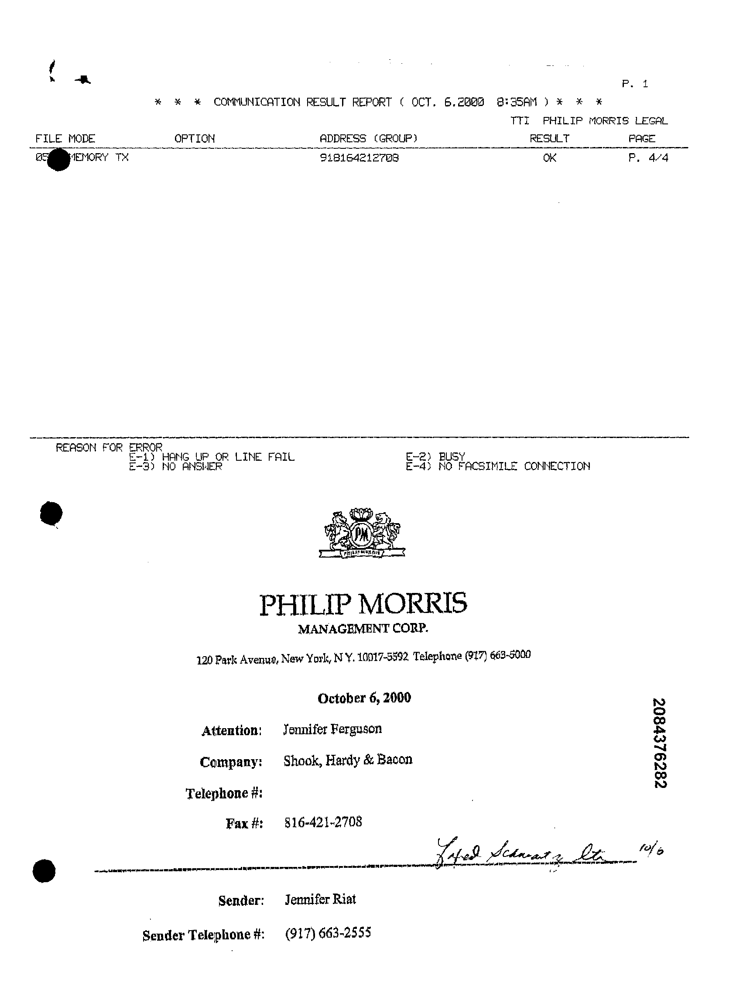 P. 1
* * * COMMUNICATION RESULT REPORT ( OCT. 6.2000 8:35AM ) * * *
TTI PHILIP MORRIS LEGAL
FILE MODE OPTION ADDRESS (GROUP) RESULT PAGE
MEMORY TX 918164212708 OK P. 4/4
REASON FOR ERROR
E-1) HANG UP OR LINE FAIL E-2) BUSY
E-3) NO ANSWER E-4) NO FACSIMILE CONNECTION
PM
PHILIP MORRIS
MANAGEMENT CORP.
120 Park Avenue, New York, N.Y. 10017-5592 Telephone (917) 663-5000
October 6, 2000
Attention: Jennifer Ferguson
Company: Shook, Hardy & Bacon
Telephone #:
Fax #: 816-421-2708
Schwartz ltr 10/6
Sender: Jennifer Riat
Sender Telephone #: (917) 663-2555
2084376282